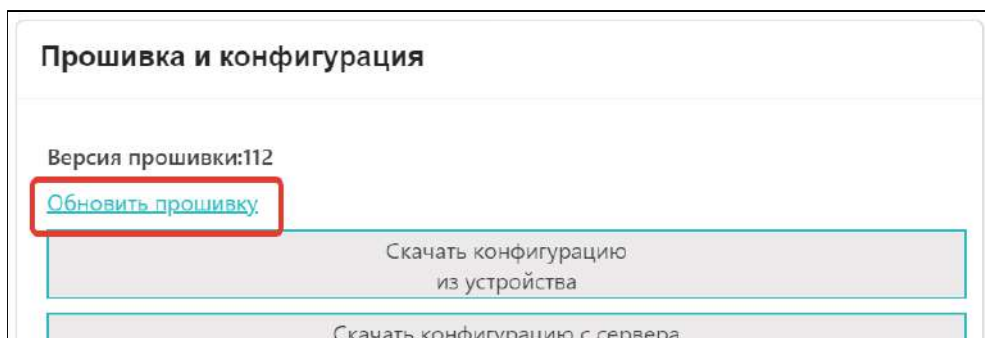 Прошивка и конфигурация
Версия прошивки:112
Обновить прошивку
Скачать конфигурацию
из устройства
Скачать конфигурацию с сервера